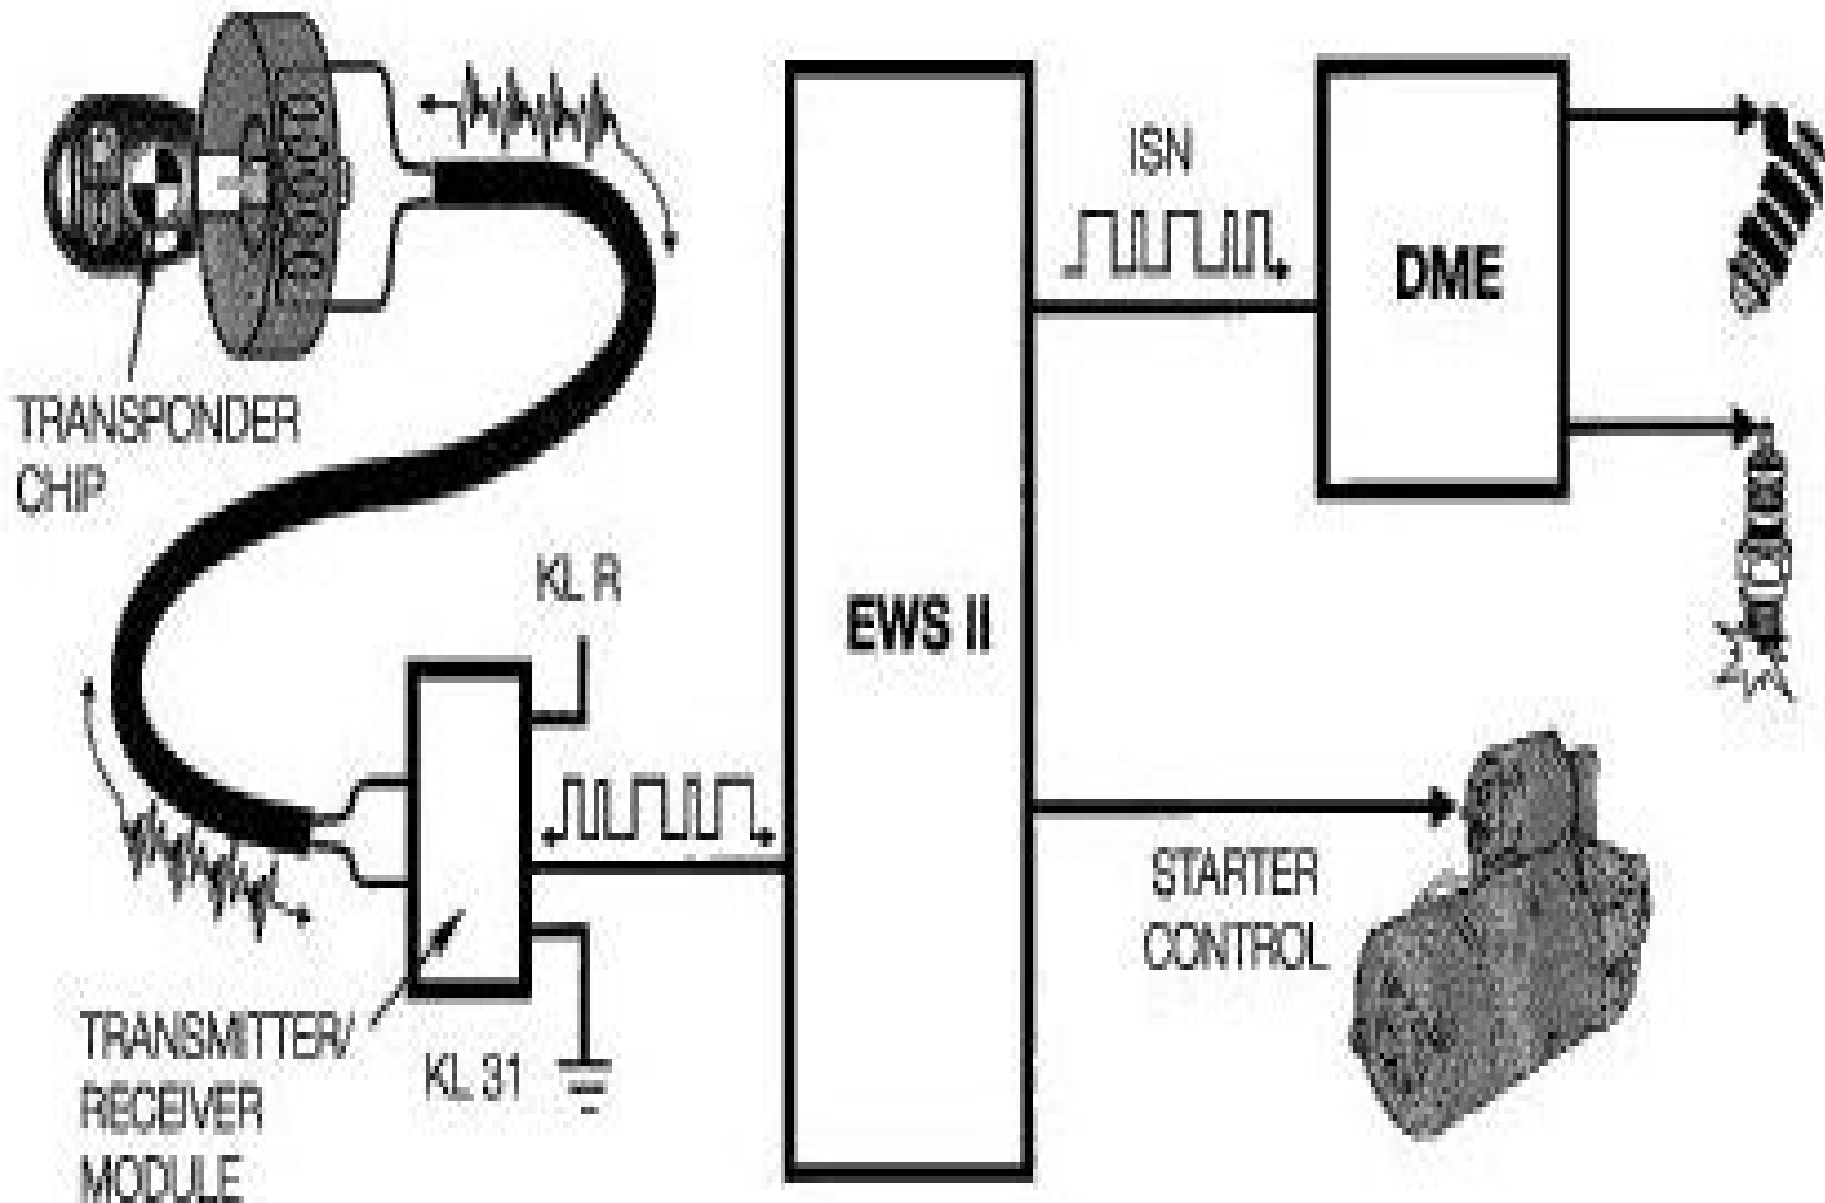 TRANSPONDER
CHIP
KL R
TRANSMITTER/
RECEIVER
MODULE
KL 31
EWS II
ISN
DME
STARTER
CONTROL